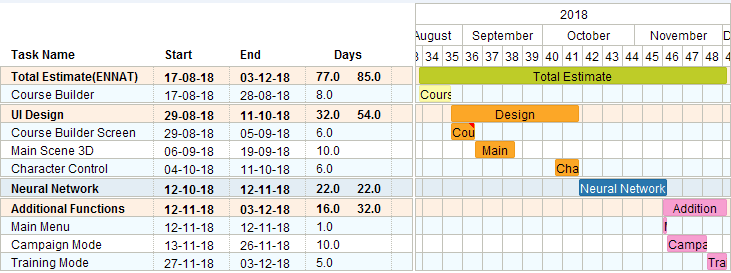 2018
August September October November D
Task Name Start End Days
3 34 35 36 37 38 39 40 41 42 43 44 45 46 47 48 4
Total Estimate(ENNAT) 17-08-18 03-12-18 77.0 85.0 Total Estimate
Course Builder 17-08-18 28-08-18 8.0 Cours
UI Design 29-08-18 11-10-18 32.0 54.0 Design
Course Builder Screen 29-08-18 05-09-18 6.0 Cou
Main Scene 3D 06-09-18 19-09-18 10.0 Main
Character Control 04-10-18 11-10-18 6.0 Cha
Neural Network 12-10-18 12-11-18 22.0 22.0 Neural Network
Additional Functions 12-11-18 03-12-18 16.0 32.0 Addition
Main Menu 12-11-18 12-11-18 1.0
Campaign Mode 13-11-18 26-11-18 10.0 Campa
Training Mode 27-11-18 03-12-18 5.0 Tra